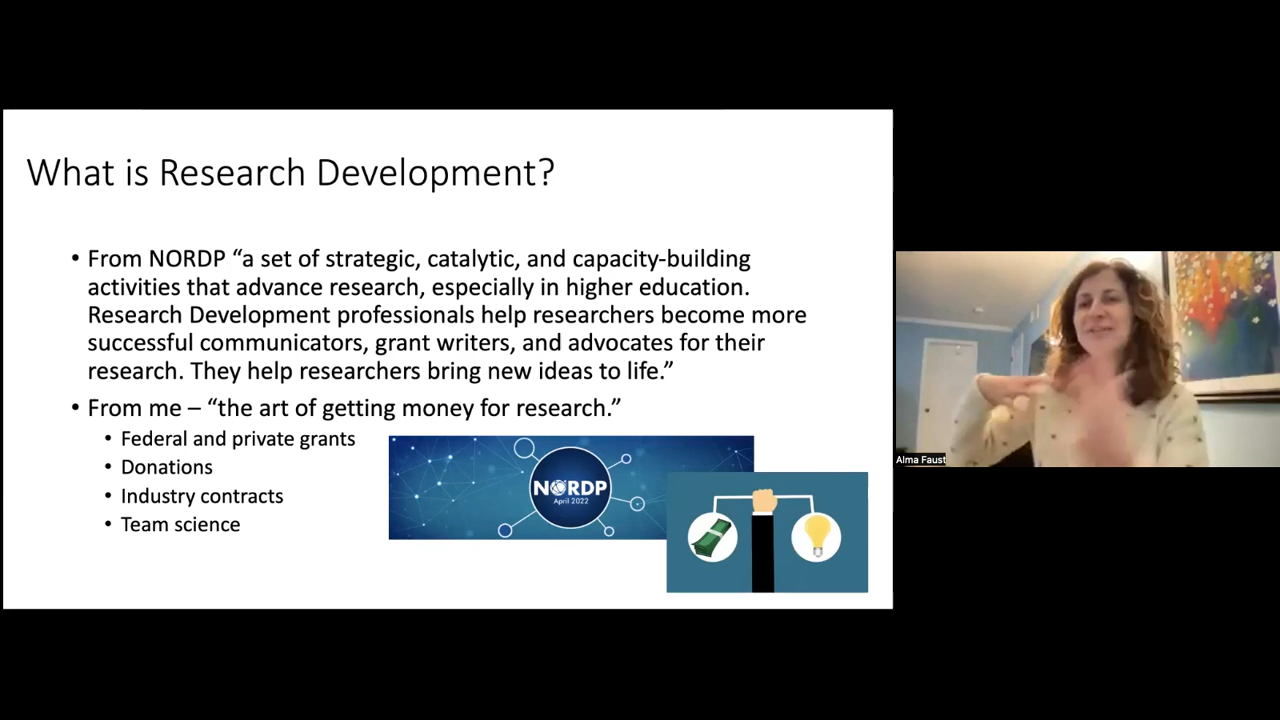 What is Research Development?
• From NORDP “a set of strategic, catalytic, and capacity-building
activities that advance research, especially in higher education.
Research Development professionals help researchers become more
successful communicators, grant writers, and advocates for their
research. They help researchers bring new ideas to life.”
• From me – “the art of getting money for research.”
• Federal and private grants
• Donations
• Industry contracts
• Team science
NORDP
April 2022
Alma Faust